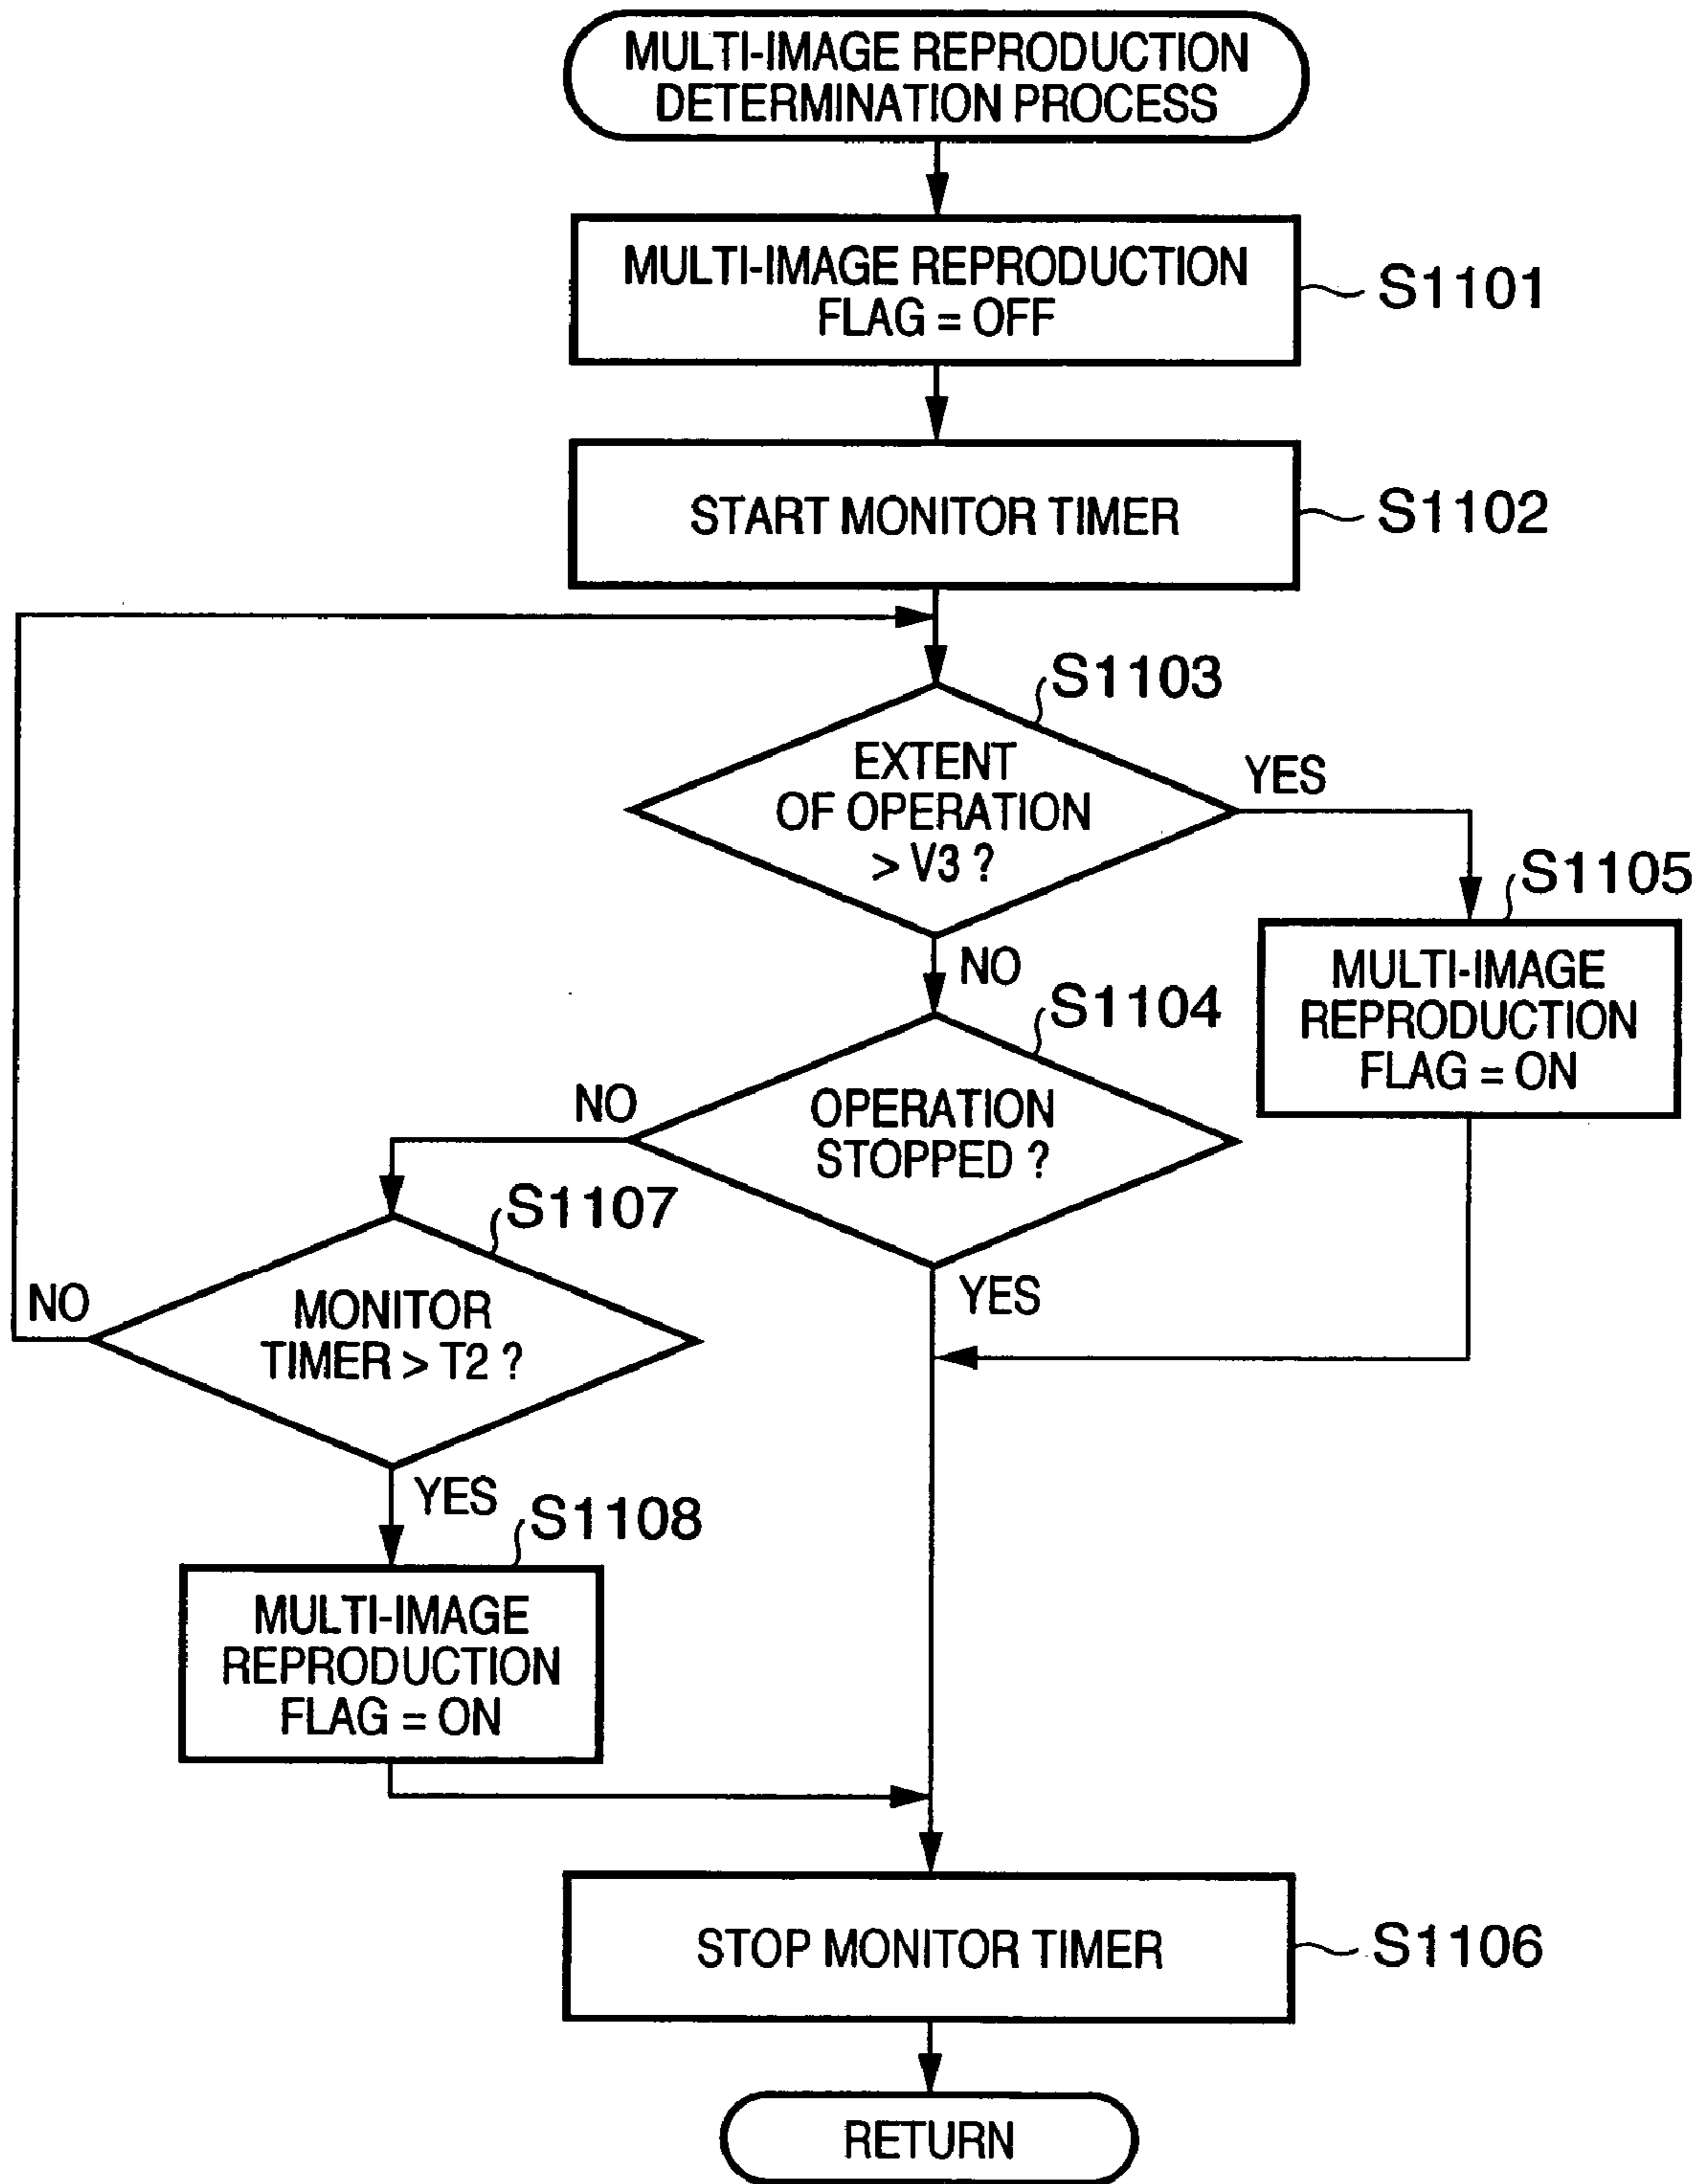 MULTI-IMAGE REPRODUCTION
DETERMINATION PROCESS
MULTI-IMAGE REPRODUCTION
FLAG = OFF
S1101
START MONITOR TIMER
S1102
S1103
EXTENT
OF OPERATION
> V3 ?
YES
S1105
MULTI-IMAGE
REPRODUCTION
FLAG = ON
NO
S1104
OPERATION
STOPPED ?
NO
YES
S1107
MONITOR
TIMER > T2 ?
NO
YES
S1108
MULTI-IMAGE
REPRODUCTION
FLAG = ON
STOP MONITOR TIMER
S1106
RETURN